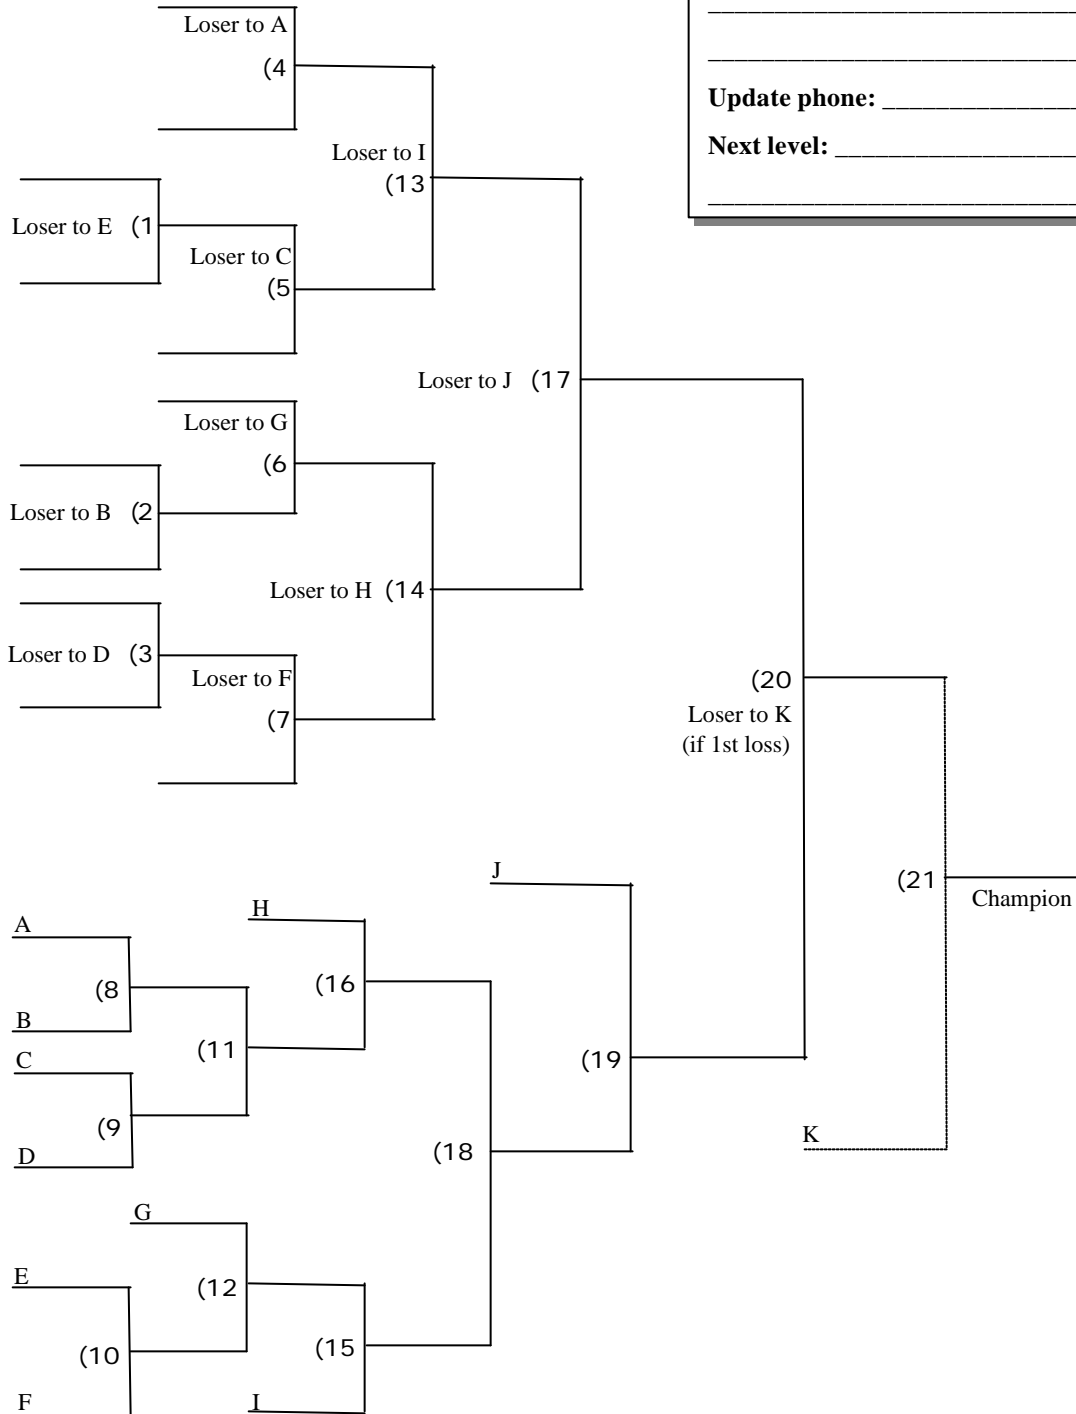 Loser to A
(4
Update phone: _______________
Next level: __________________
Loser to I
(13
Loser to E (1
Loser to C
(5
Loser to J (17
Loser to G
(6
Loser to B (2
Loser to H (14
Loser to D (3
Loser to F
(7
(20
Loser to K
(if 1st loss)
J
(21
Champion
H
A
(16
(8
B
(11
C
(19
(9
D
(18
K
G
E
(12
(15
(10
F
I